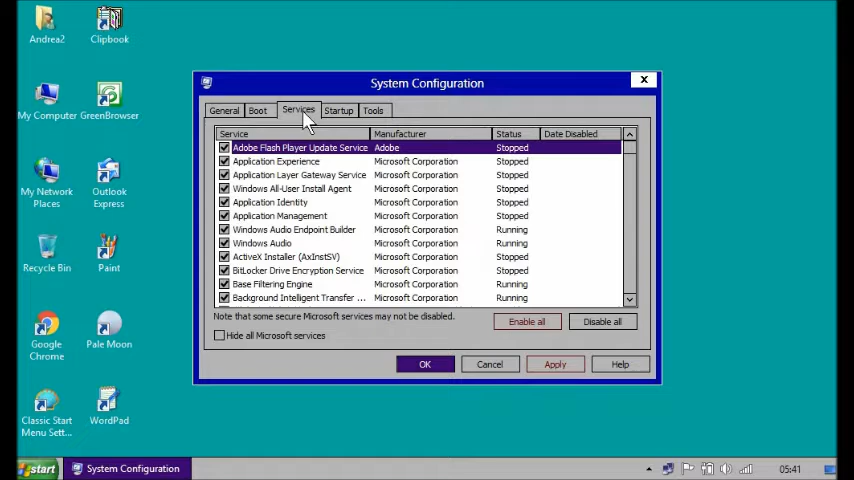 Andrea2
Clipbook
My Computer
GreenBrowser
My Network
Places
Outlook
Express
Recycle Bin
Paint
Google
Chrome
Pale Moon
Classic Start
Menu Sett...
WordPad
System Configuration
X
General
Boot
Services
Startup
Tools
Service
Manufacturer
Status
Date Disabled
Adobe Flash Player Update Service Adobe Stopped
Application Experience Microsoft Corporation Stopped
Application Layer Gateway Service Microsoft Corporation Stopped
Windows All-User Install Agent Microsoft Corporation Stopped
Application Identity Microsoft Corporation Stopped
Application Management Microsoft Corporation Stopped
Windows Audio Endpoint Builder Microsoft Corporation Running
Windows Audio Microsoft Corporation Running
ActiveX Installer (AxInstSV) Microsoft Corporation Stopped
BitLocker Drive Encryption Service Microsoft Corporation Stopped
Base Filtering Engine Microsoft Corporation Running
Background Intelligent Transfer ... Microsoft Corporation Running
Note that some secure Microsoft services may not be disabled.
Enable all
Disable all
Hide all Microsoft services
OK
Cancel
Apply
Help
start
System Configuration
05:41